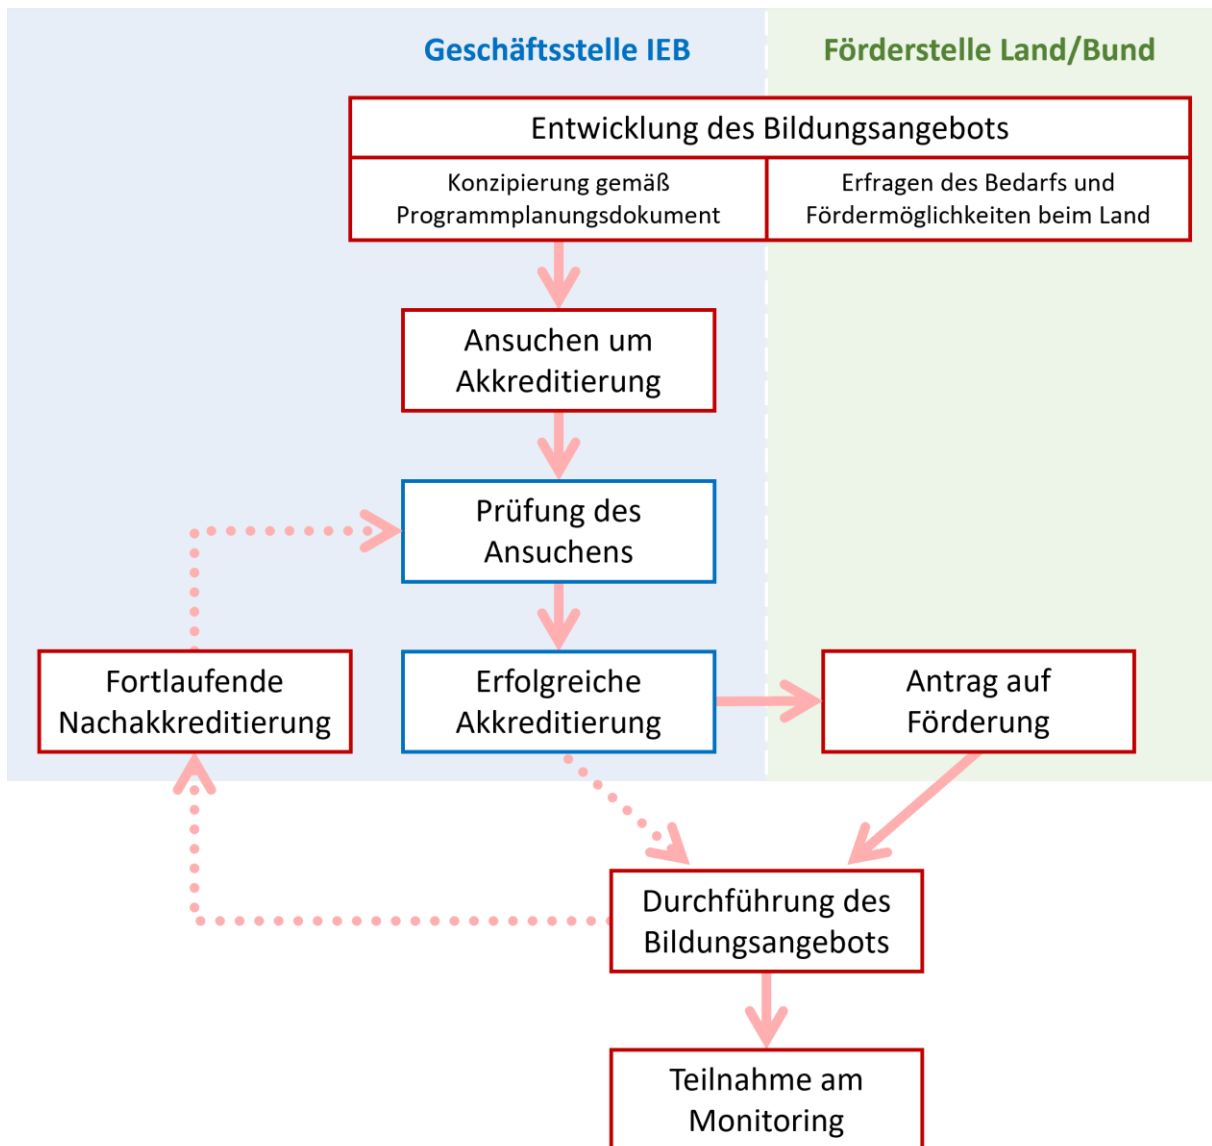 Geschäftsstelle IEB
Förderstelle Land/Bund
Entwicklung des Bildungsangebots
Konzipierung gemäß
Programmplanungsdokument
Erfragen des Bedarfs und
Fördermöglichkeiten beim Land
Ansuchen um
Akkreditierung
Prüfung des
Ansuchens
Fortlaufende
Nachakkreditierung
Erfolgreiche
Akkreditierung
Antrag auf
Förderung
Durchführung des
Bildungsangebots
Teilnahme am
Monitoring